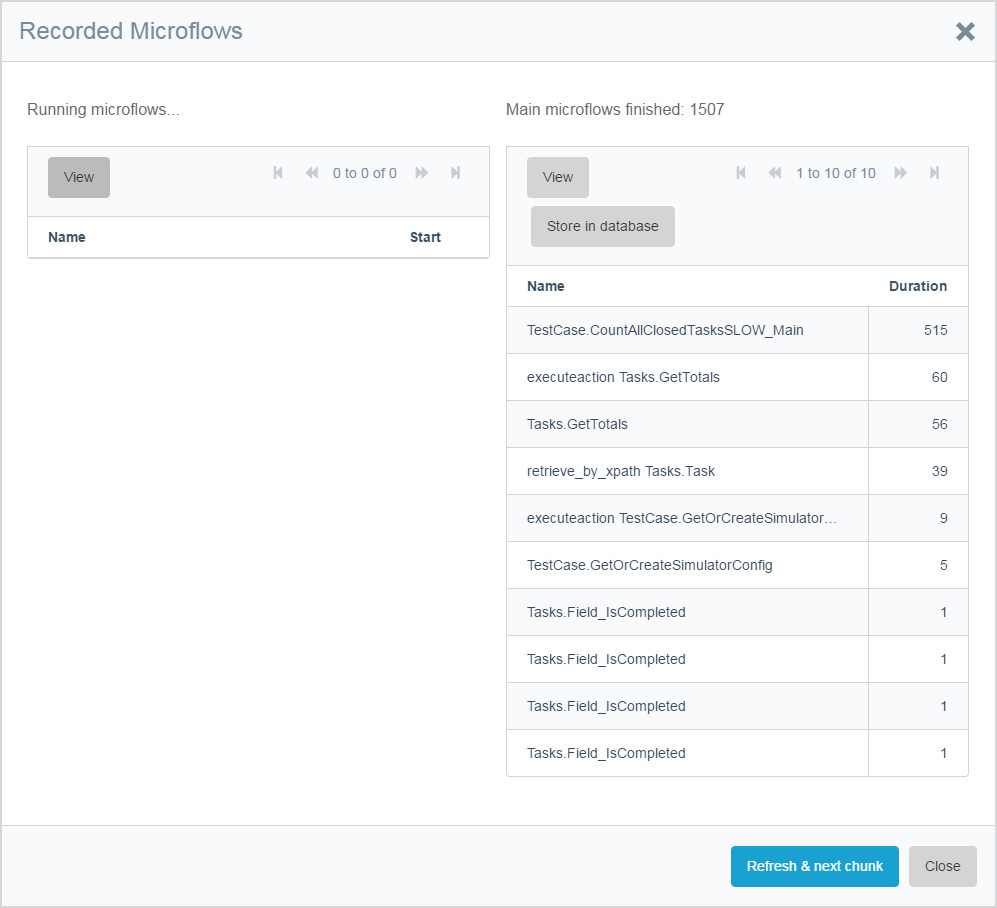 Recorded Microflows
Running microflows...
Main microflows finished: 1507
View
0 to 0 of 0
Name Start
View
1 to 10 of 10
Store in database
Name Duration
TestCase.CountAllClosedTasksSLOW_Main 515
executeaction Tasks.GetTotals 60
Tasks.GetTotals 56
retrieve_by_xpath Tasks.Task 39
executeaction TestCase.GetOrCreateSimulator... 9
TestCase.GetOrCreateSimulatorConfig 5
Tasks.Field_IsCompleted 1
Tasks.Field_IsCompleted 1
Tasks.Field_IsCompleted 1
Tasks.Field_IsCompleted 1
Refresh & next chunk
Close